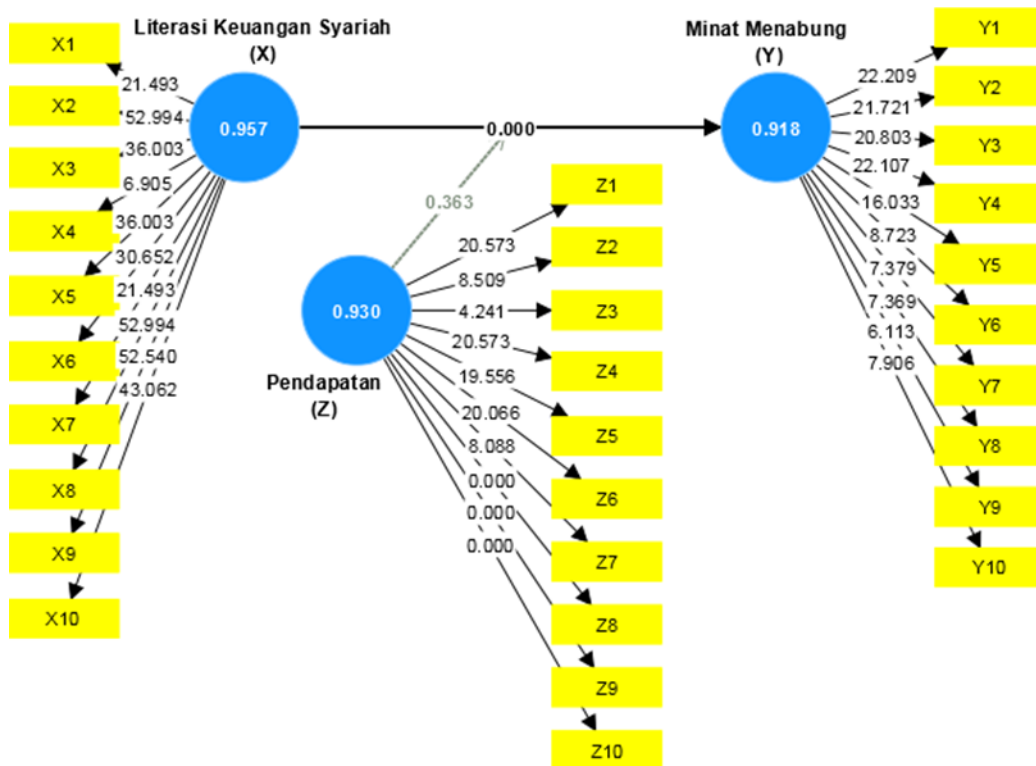 Literasi Keuangan Syariah
(X)
Minat Menabung
(Y)
X1
X2
X3
X4
X5
X6
X7
X8
X9
X10
21.493
52.994
36.003
6.905
36.003
30.652
21.493
52.994
52.540
43.062
0.957
0.000
0.363
0.918
0.930
Pendapatan
(Z)
20.573
8.509
4.241
20.573
19.556
20.066
8.088
0.000
0.000
0.000
Z1
Z2
Z3
Z4
Z5
Z6
Z7
Z8
Z9
Z10
22.209
21.721
20.803
22.107
16.033
8.723
7.379
7.369
6.113
7.906
Y1
Y2
Y3
Y4
Y5
Y6
Y7
Y8
Y9
Y10